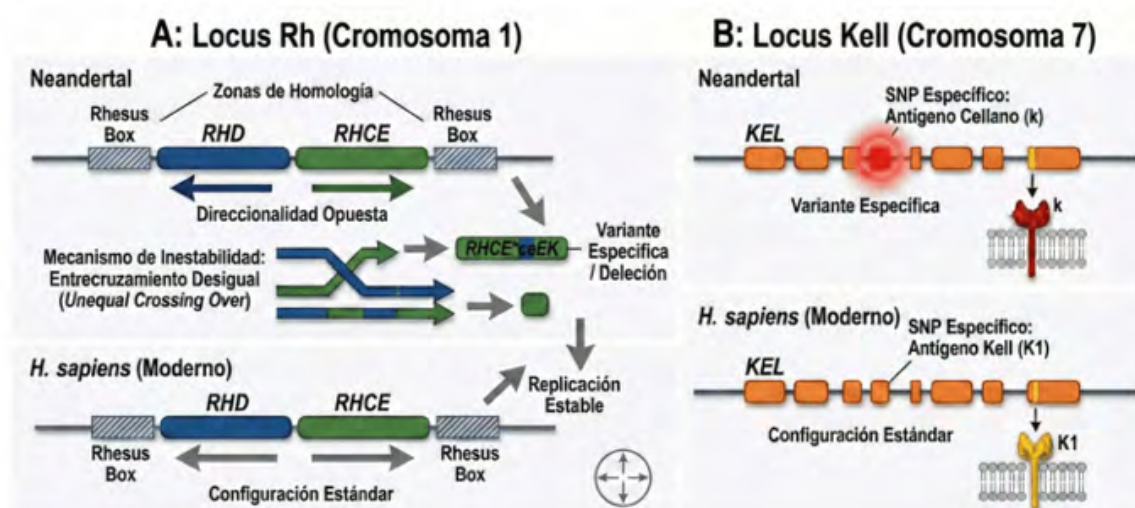 A: Locus Rh (Cromosoma 1)
Neandertal
Zonas de Homología
Rhesus
Box
RHD
RHCE
Rhesus
Box
Direccionalidad Opuesta
Mecanismo de Inestabilidad:
Entrecruzamiento Desigual
(Unequal Crossing Over)
RHCE*ceEK
Variante
Especifica
/ Deleción
H. sapiens (Moderno)
RHD
RHCE
Rhesus
Box
Rhesus
Box
Configuración Estándar
Replicación
Estable
B: Locus Kell (Cromosoma 7)
Neandertal
SNP Específico:
Antígeno Cellano (k)
KEL
Variante Específica
k
H. sapiens (Moderno)
SNP Específico:
Antígeno Kell (K1)
KEL
Configuración Estándar
K1